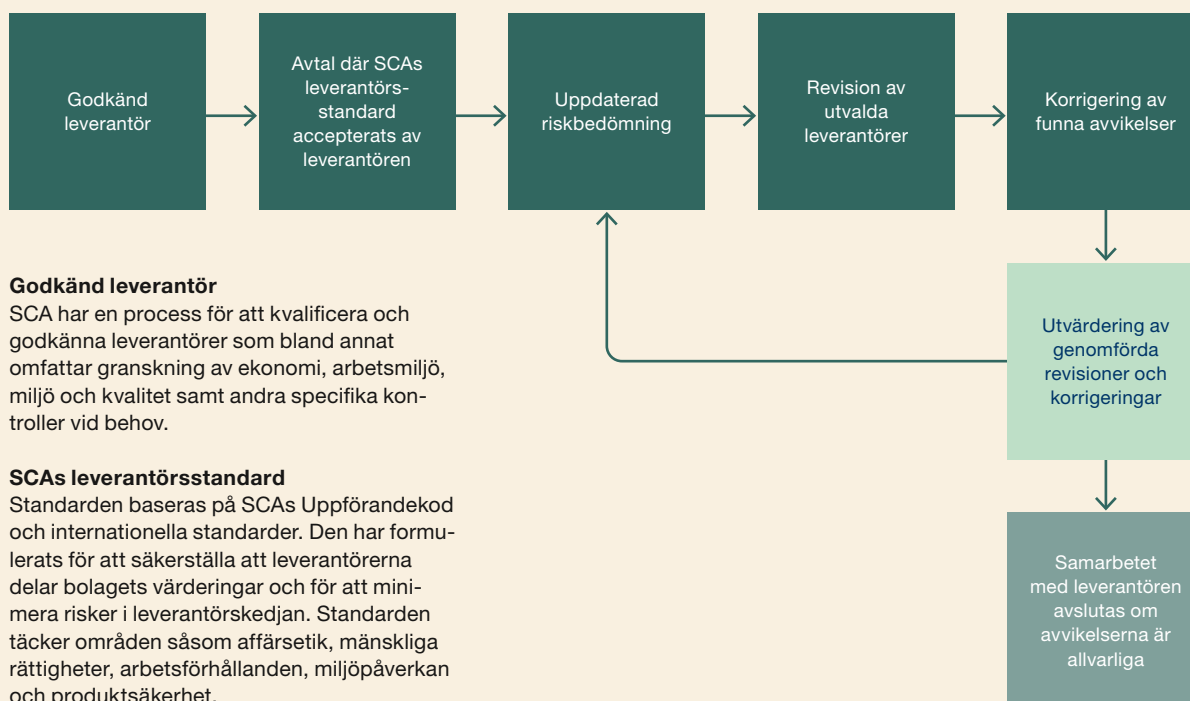 Godkänd
leverantör
Avtal där SCAs
leverantörs-
standard
accepterats av
leverantören
Uppdaterad
riskbedömning
Revision av
utvalda
leverantörer
Korrigering av
funna avvikelser
Utvärdering av
genomförda
revisioner och
korrigeringar
Samarbetet
med leverantören
avslutas om
avvikelserna är
allvarliga
Godkänd leverantör
SCA har en process för att kvalificera och
godkänna leverantörer som bland annat
omfattar granskning av ekonomi, arbetsmiljö,
miljö och kvalitet samt andra specifika kon-
troller vid behov.
SCAs leverantörsstandard
Standarden baseras på SCAs Uppförandekod
och internationella standarder. Den har formu-
lerats för att säkerställa att leverantörerna
delar bolagets värderingar och för att mini-
mera risker i leverantörskedjan. Standarden
täcker områden såsom affärsetik, mänskliga
rättigheter, arbetsförhållanden, miljöpåverkan
och produktsäkerhet.